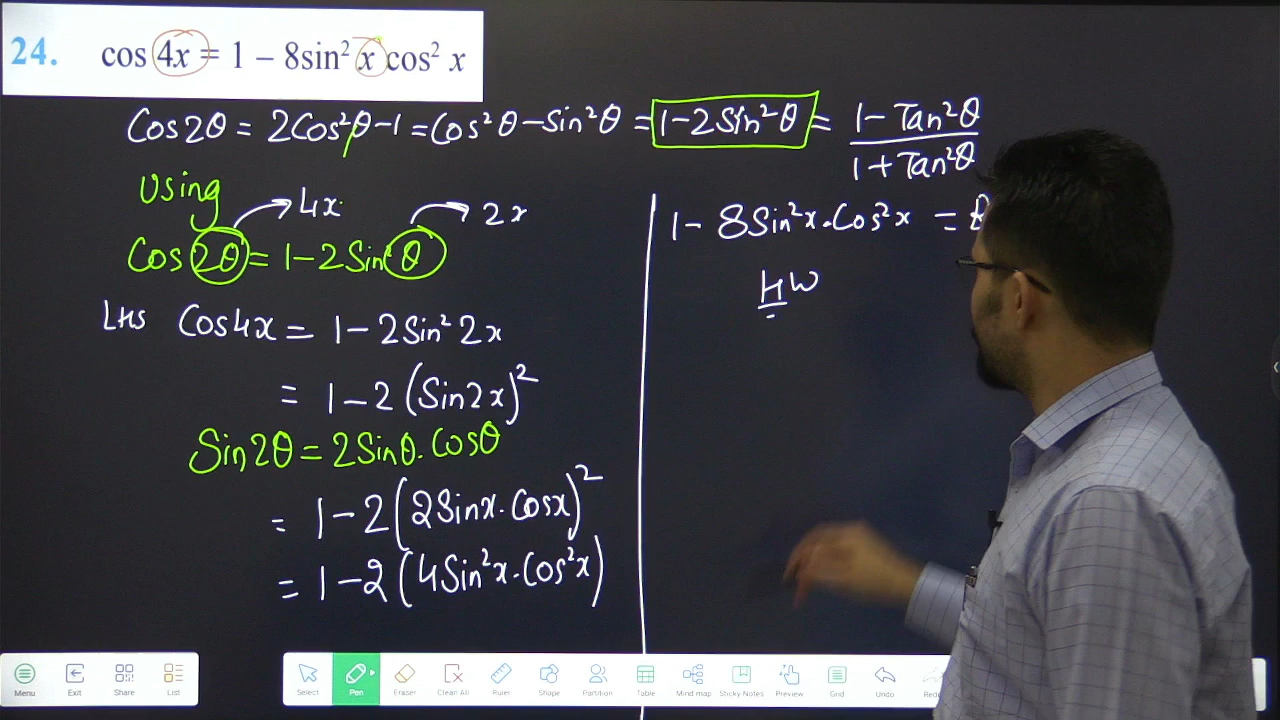 24. cos 4x = 1 – 8sin² x cos² x
Cos2θ = 2Cos²θ-1 = Cos²θ-Sin²θ = 1-2Sin²θ = 1-Tan²θ / 1+Tan²θ
Using
4x
2x
Cos2θ = 1-2Sin²θ
LHS Cos4x = 1-2Sin²2x
= 1-2(Sin2x)²
Sin2θ = 2Sinθ.Cosθ
= 1-2(2Sinx.Cosx)²
= 1-2(4Sin²x.Cos²x)
1- 8Sin²x.Cos²x =
HW
Menu Exit Share List Select Pen Eraser Clean All Ruler Shape Partition Table Mind map Sticky Notes Preview Grid Undo